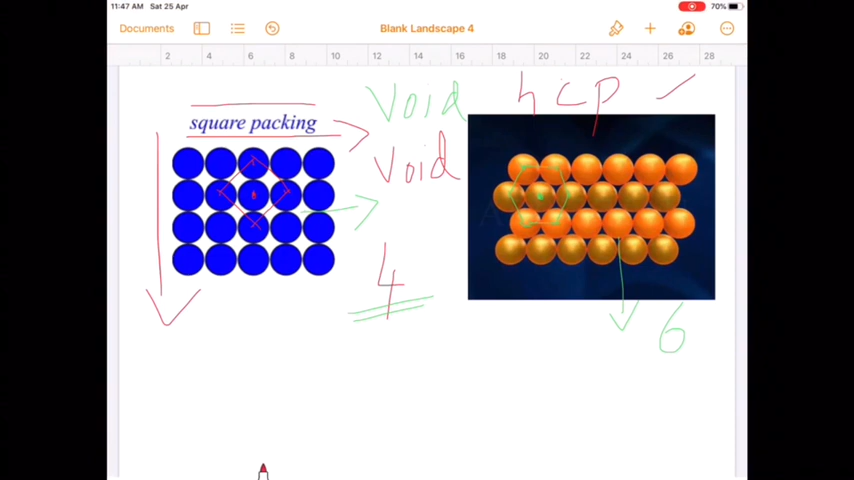 11:47 AM Sat 25 Apr
70%
Documents
Blank Landscape 4
2 4 6 8 10 12 14 16 18 20 22 24 26 28
square packing
Void
Void
hcp
4
6